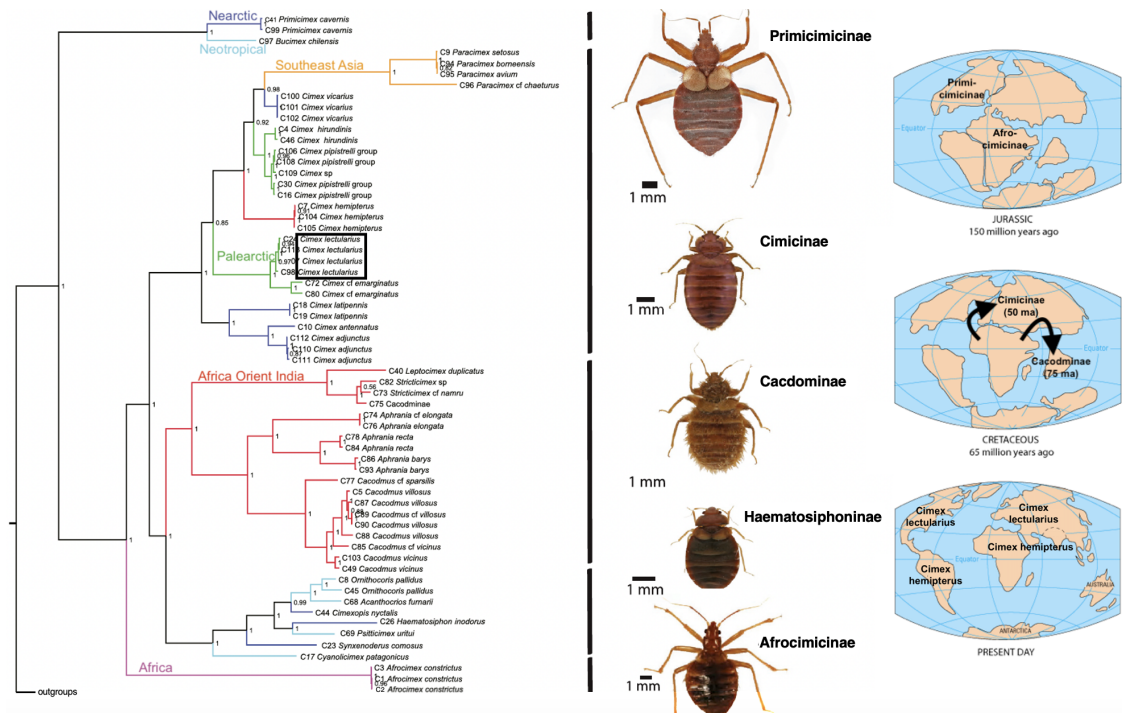 Nearctic
C41 Primicimex cavernis
C99 Primicimex cavernis
1
C97 Bucimex chilensis
Neotropical
1
C9 Paracimex setosus
C94 Paracimex borneensis
C95 Paracimex avium
C96 Paracimex cf chaeturus
Southeast Asia
0.98
C100 Cimex vicarius
C101 Cimex vicarius
C102 Cimex vicarius
0.92
C4 Cimex hirundinis
C46 Cimex hirundinis
C106 Cimex pipistrelli group
C108 Cimex pipistrelli group
C109 Cimex sp
C30 Cimex pipistrelli group
C16 Cimex pipistrelli group
C7 Cimex hemipterus
C104 Cimex hemipterus
C105 Cimex hemipterus
0.85
Cimex lectularius
Cimex lectularius
Cimex lectularius
C98 Cimex lectularius
Palearctic
0.97
C72 Cimex cf emarginatus
C80 Cimex cf emarginatus
C18 Cimex latipennis
C19 Cimex latipennis
C10 Cimex antennatus
C112 Cimex adjunctus
C110 Cimex adjunctus
C111 Cimex adjunctus
Africa Orient India
C40 Leptocimex duplicatus
C82 Stricticimex sp
0.56
C73 Stricticimex cf namru
C75 Cacodminae
C74 Aphrania cf elongata
C76 Aphrania elongata
C78 Aphrania recta
C84 Aphrania recta
C86 Aphrania barys
C93 Aphrania barys
C77 Cacodmus cf sparsilis
C5 Cacodmus villosus
C87 Cacodmus villosus
C89 Cacodmus cf villosus
C90 Cacodmus villosus
C88 Cacodmus villosus
C85 Cacodmus cf vicinus
C103 Cacodmus vicinus
C49 Cacodmus vicinus
C8 Ornithocoris pallidus
C45 Ornithocoris pallidus
C68 Acanthocrios furnarii
0.99
C44 Cimexopis nyctalis
C26 Haematosiphon inodorus
C69 Psitticimex uritui
C23 Synxenoderus comosus
C17 Cyanolicimex patagonicus
Africa
C3 Afrocimex constrictus
C1 Afrocimex constrictus
0.96
C2 Afrocimex constrictus
outgroups
Primicimicinae
1 mm
Cimicinae
1 mm
Cacdominae
1 mm
Haematosiphoninae
1 mm
Afrocimicinae
1 mm
Primi-
cimicinae
Equator
Afro-
cimicinae
JURASSIC
150 million years ago
Cimicinae
(50 ma)
Equator
Cacodminae
(75 ma)
CRETACEOUS
65 million years ago
Cimex
lectularius
Cimex
lectularius
Cimex hemipterus
Equator
Cimex
hemipterus
AUSTRALIA
ANTARCTICA
PRESENT DAY